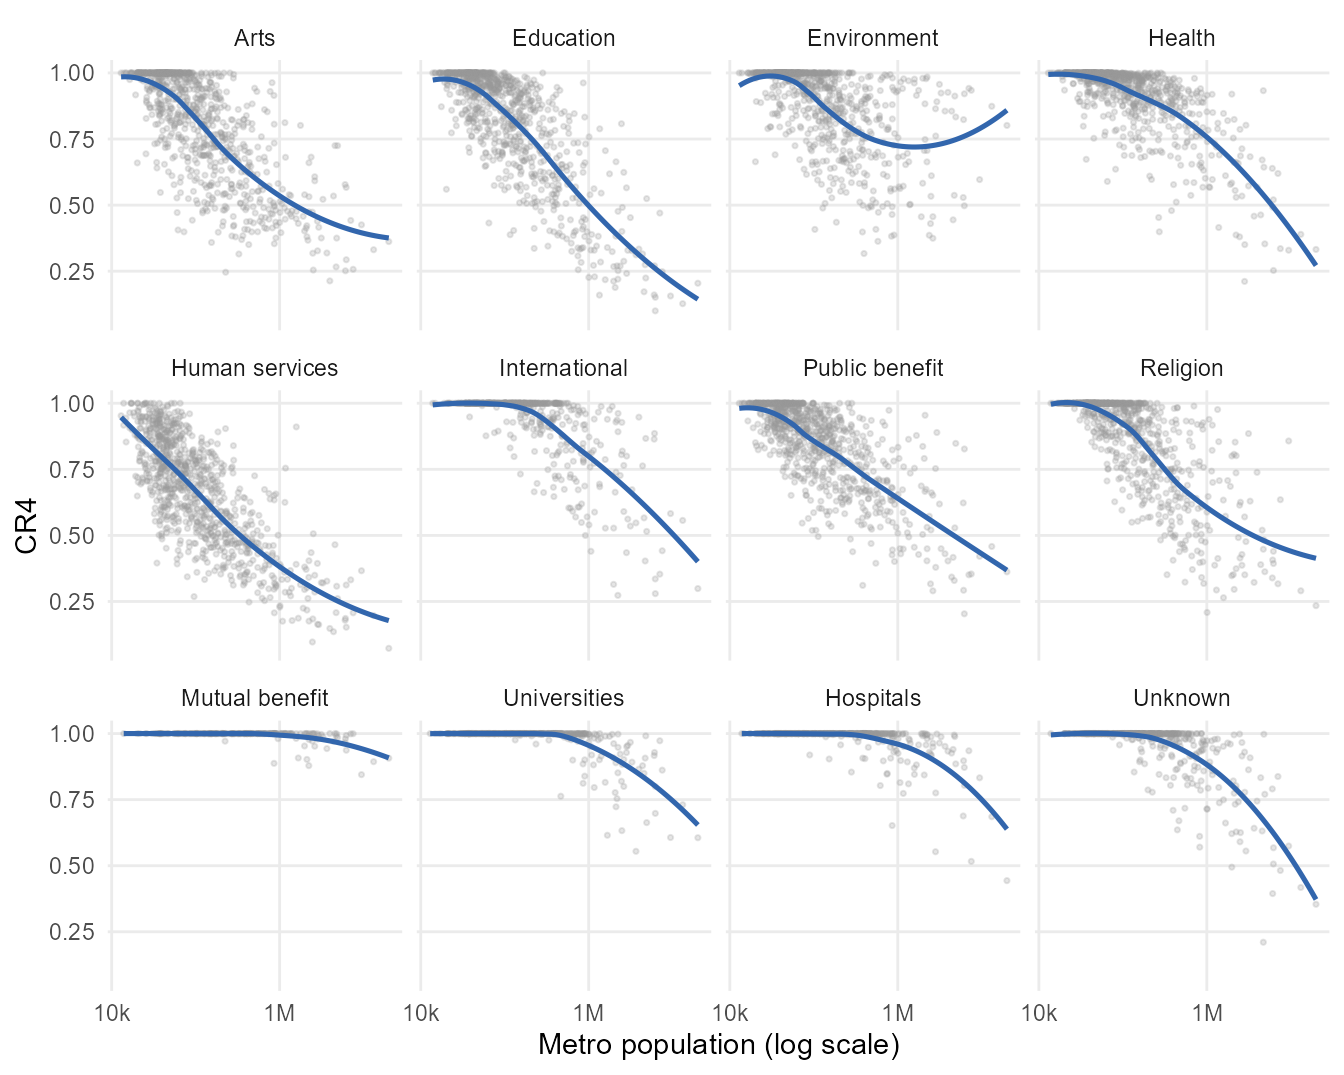 Arts Education Environment Health
1.00
0.75
0.50
0.25
Human services International Public benefit Religion
1.00
0.75
0.50
0.25
Mutual benefit Universities Hospitals Unknown
1.00
0.75
0.50
0.25
10k 1M 10k 1M 10k 1M 10k 1M
Metro population (log scale)
CR4